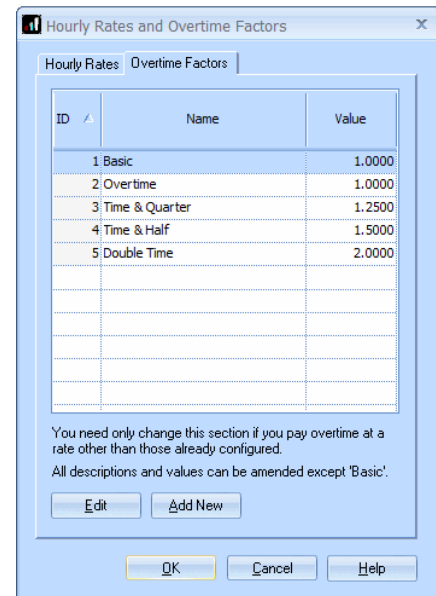 Hourly Rates and Overtime Factors x
Hourly Rates Overtime Factors
ID Name Value
1 Basic 1.0000
2 Overtime 1.0000
3 Time & Quarter 1.2500
4 Time & Half 1.5000
5 Double Time 2.0000
You need only change this section if you pay overtime at a
rate other than those already configured.
All descriptions and values can be amended except 'Basic'.
Edit Add New
OK Cancel Help